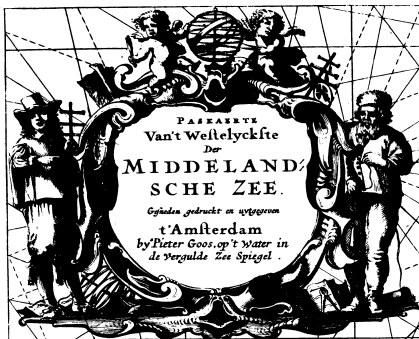 PASKAERTE
Van't Westelyckste
Der
MIDDELAND-
SCHE ZEE.
Gesneden gedruckt en uytgegeven
t'Amsterdam
by Pieter Goos, op't water in
de vergulde Zee Spiegel.